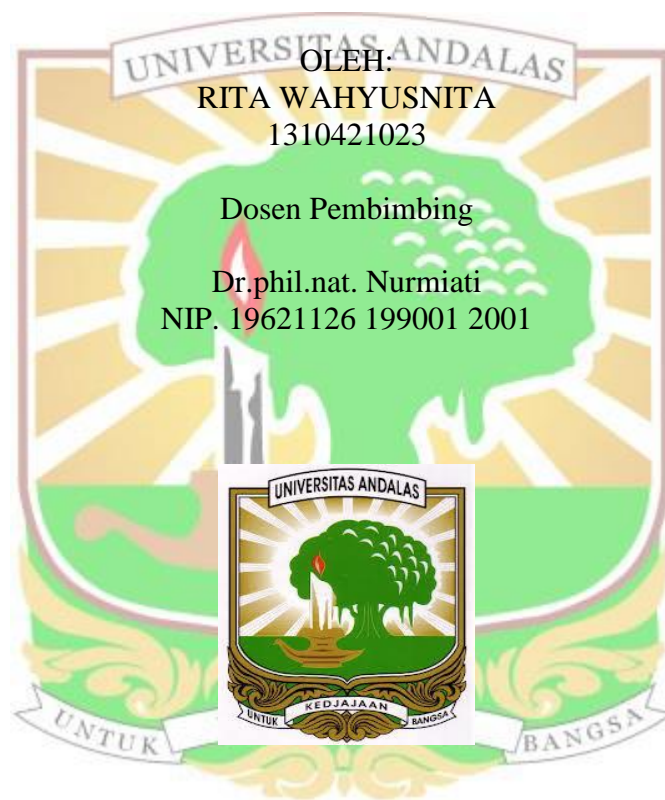 UNIVERSITAS ANDALAS
OLEH:
RITA WAHYUSNITA
1310421023
Dosen Pembimbing
Dr.phil.nat. Nurmiati
NIP. 19621126 199001 2001
UNIVERSITAS ANDALAS
UNTUK KEDJAJAAN BANGSA
UNTUK BANGSA